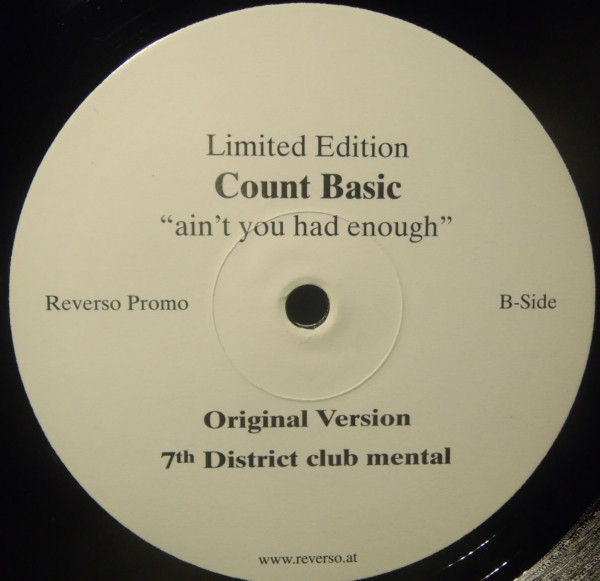 Limited Edition
Count Basic
“ain’t you had enough”
Reverso Promo
B-Side
Original Version
7th District club mental
www.reverso.at